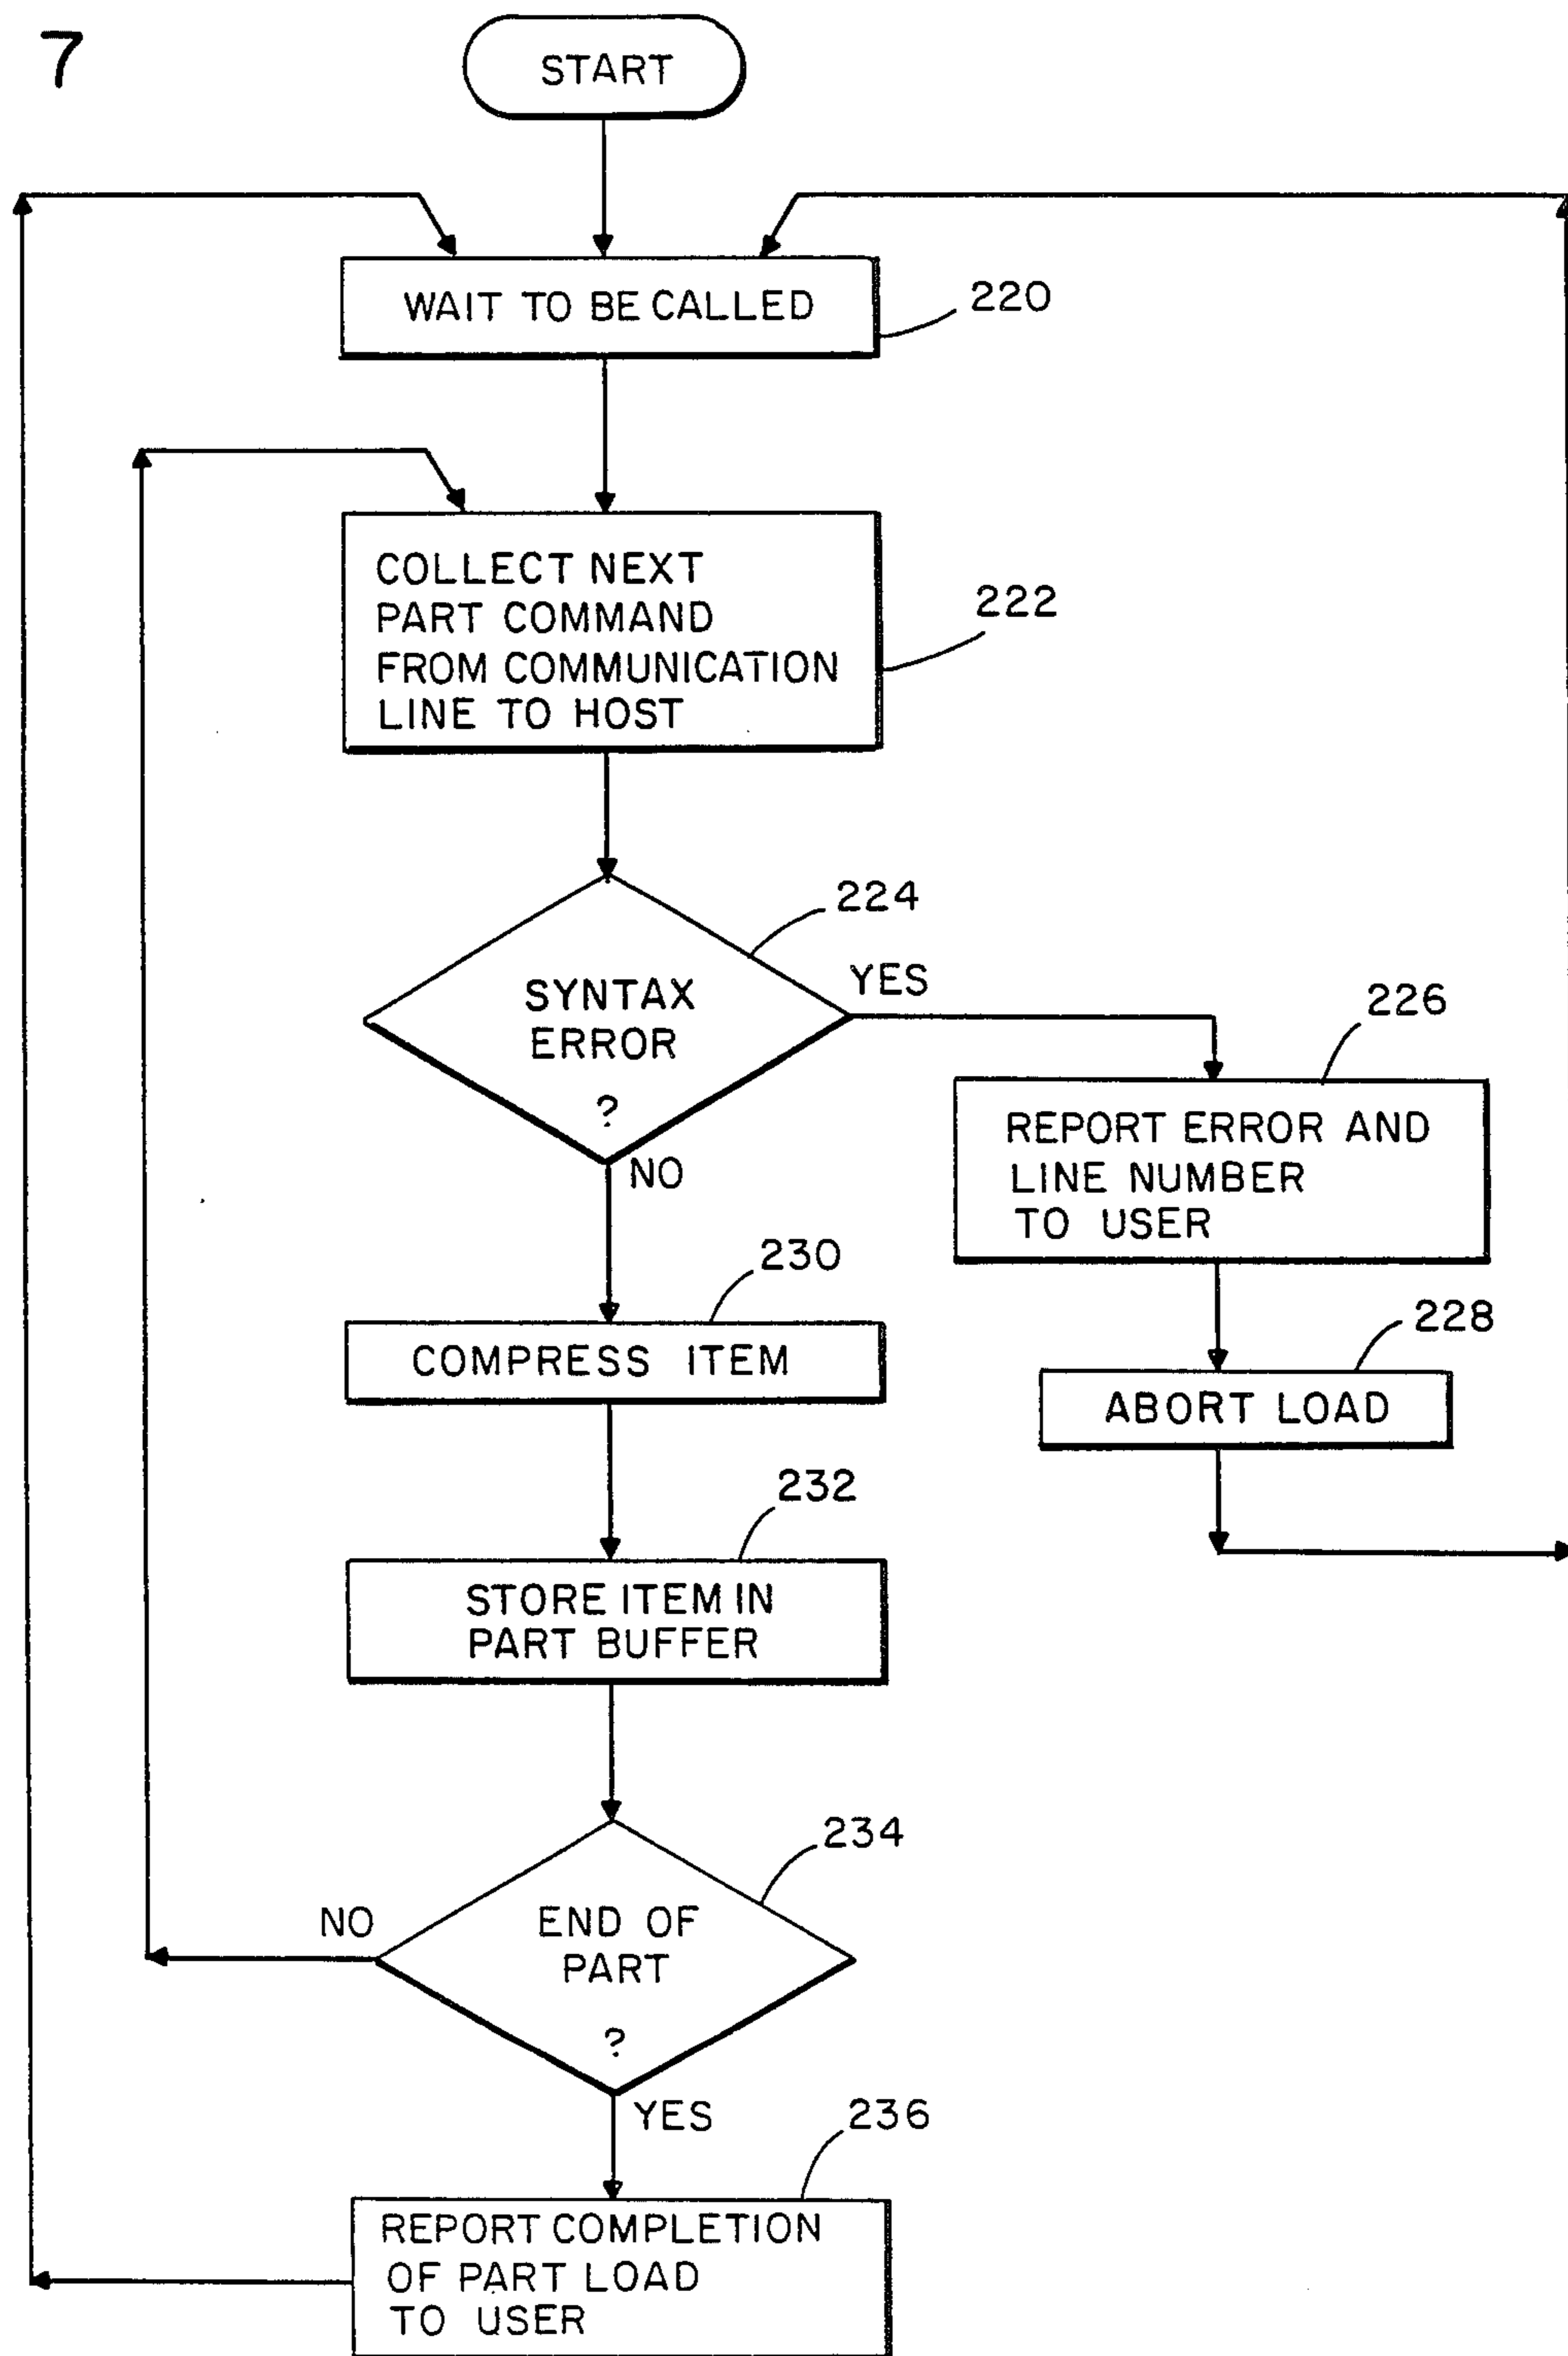 7
START
WAIT TO BE CALLED
220
COLLECT NEXT
PART COMMAND
FROM COMMUNICATION
LINE TO HOST
222
224
SYNTAX
ERROR
?
YES
NO
226
REPORT ERROR AND
LINE NUMBER
TO USER
230
COMPRESS ITEM
228
ABORT LOAD
232
STORE ITEM IN
PART BUFFER
234
END OF
PART
?
NO
YES
236
REPORT COMPLETION
OF PART LOAD
TO USER